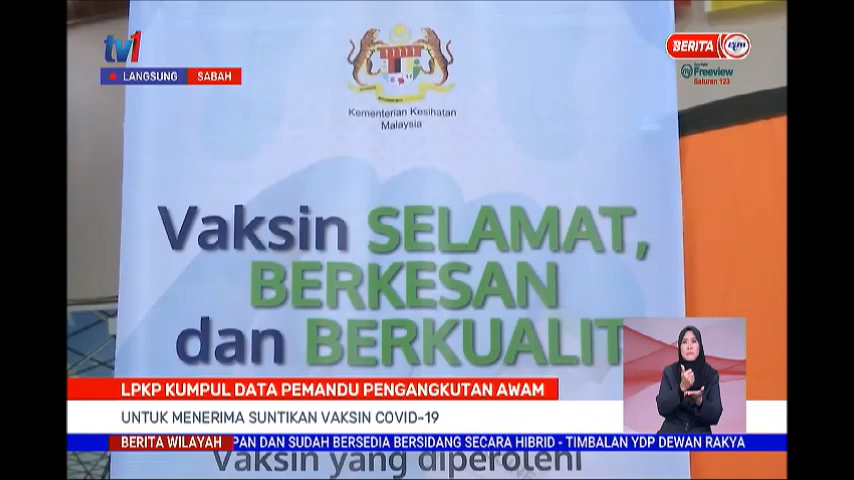 tv1
LANGSUNG SABAH
BERITA rtm
myFreeview
Saluran 123
Kementerian Kesihatan
Malaysia
Vaksin SELAMAT,
BERKESAN
dan BERKUALIT
LPKP KUMPUL DATA PEMANDU PENGANGKUTAN AWAM
UNTUK MENERIMA SUNTIKAN VAKSIN COVID-19
BERITA WILAYAH PAN DAN SUDAH BERSEDIA BERSIDANG SECARA HIBRID - TIMBALAN YDP DEWAN RAKYA
Vaksin yang diperolehi